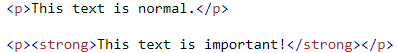 <p>This text is normal.</p>
<p><strong>This text is important!</strong></p>